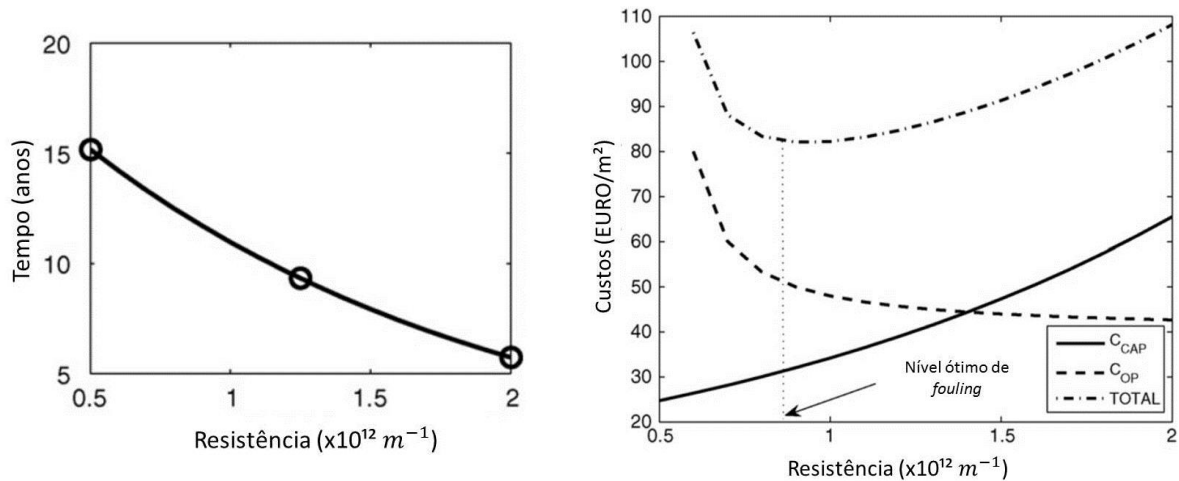 Tempo (anos)
20
15
10
5
0.5
1
1.5
2
Resistência (x10¹² m⁻¹)
Custos (EURO/m²)
110
100
90
80
70
60
50
40
30
20
0.5
1
1.5
2
Nível ótimo de
fouling
C_CAP
C_OP
TOTAL
Resistência (x10¹² m⁻¹)